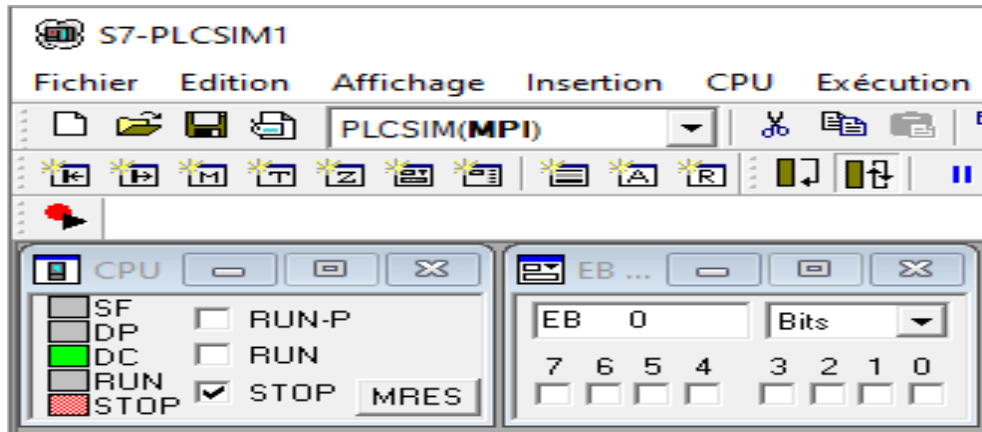 S7-PLCSIM1
Fichier Edition Affichage Insertion CPU Exécution
PLCSIM(MPI)
CPU
EB ...
SF
DP
DC
RUN
STOP
RUN-P
RUN
STOP
MRES
EB 0
Bits
7 6 5 4 3 2 1 0